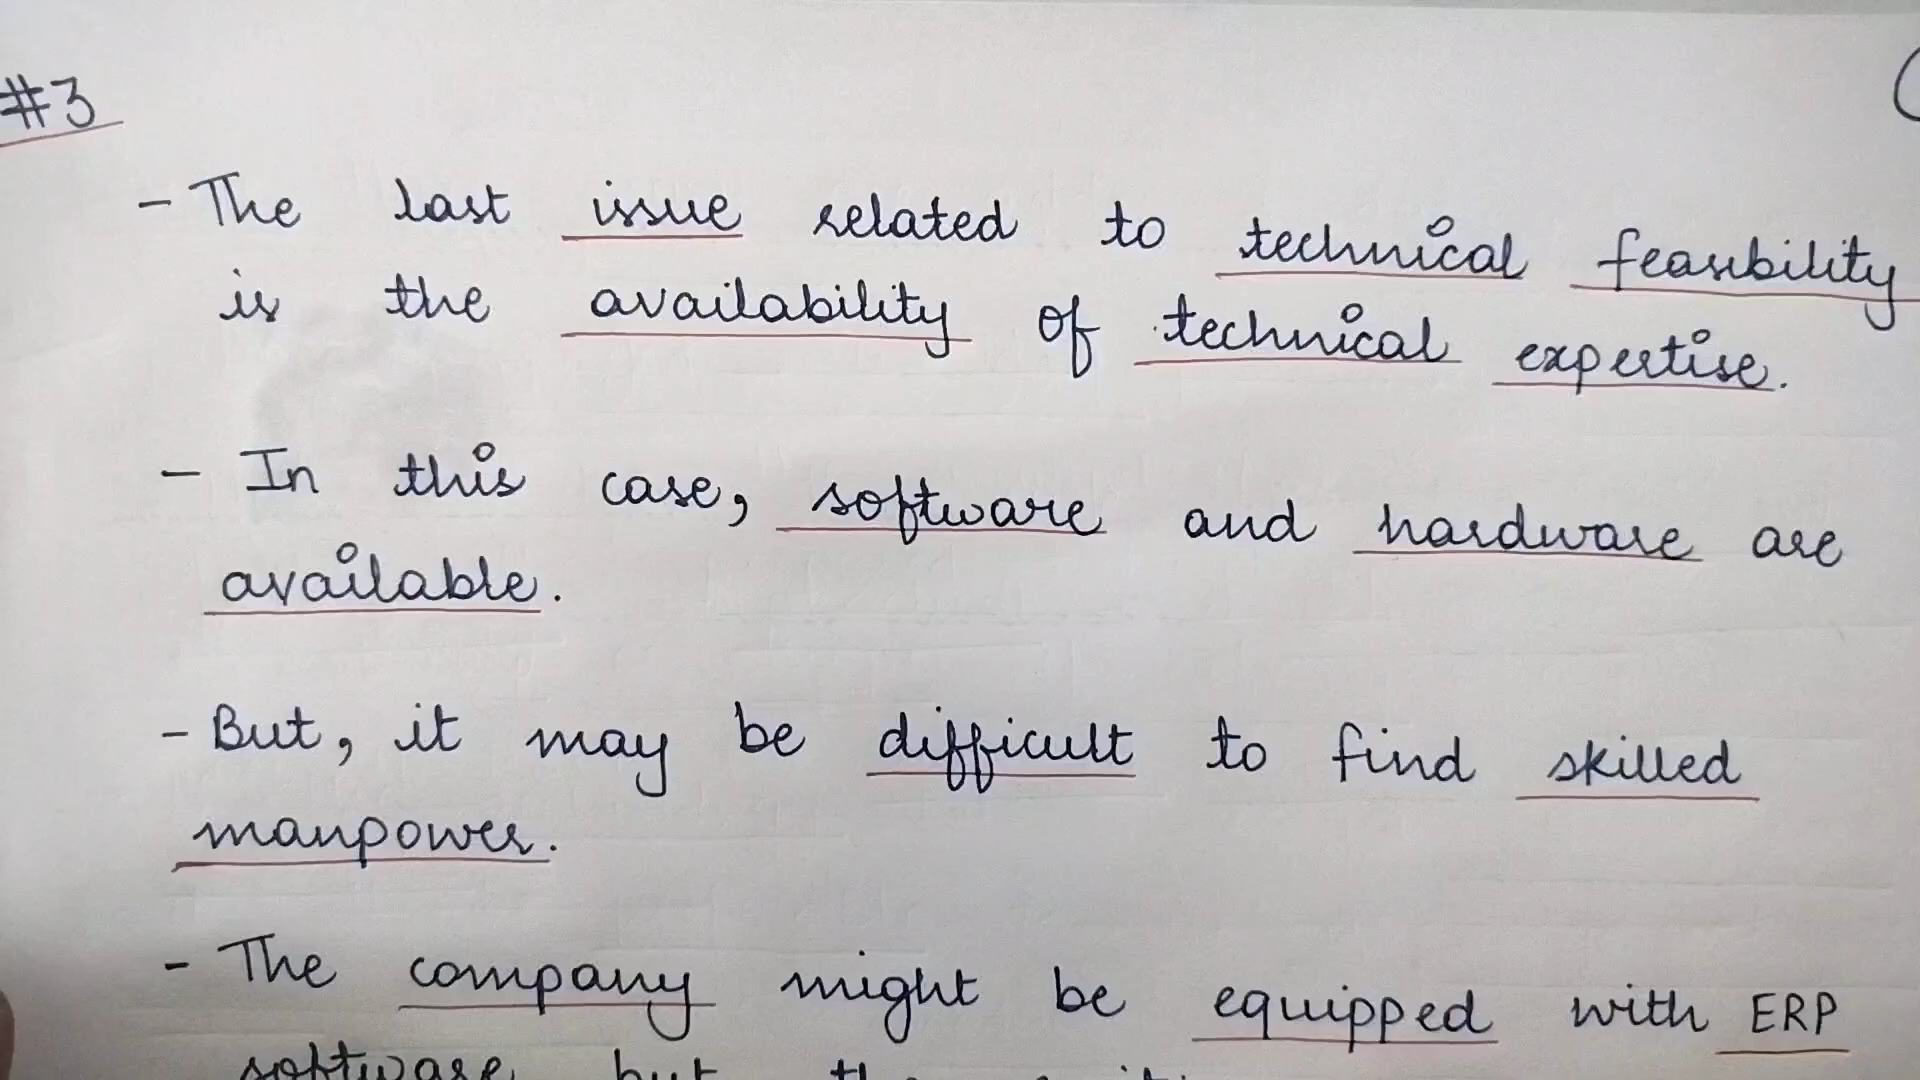 #3
- The last issue related to technical feasibility
is the availability of technical expertise.
- In this case, software and hardware are
available.
- But, it may be difficult to find skilled
manpower.
- The company might be equipped with ERP
software but